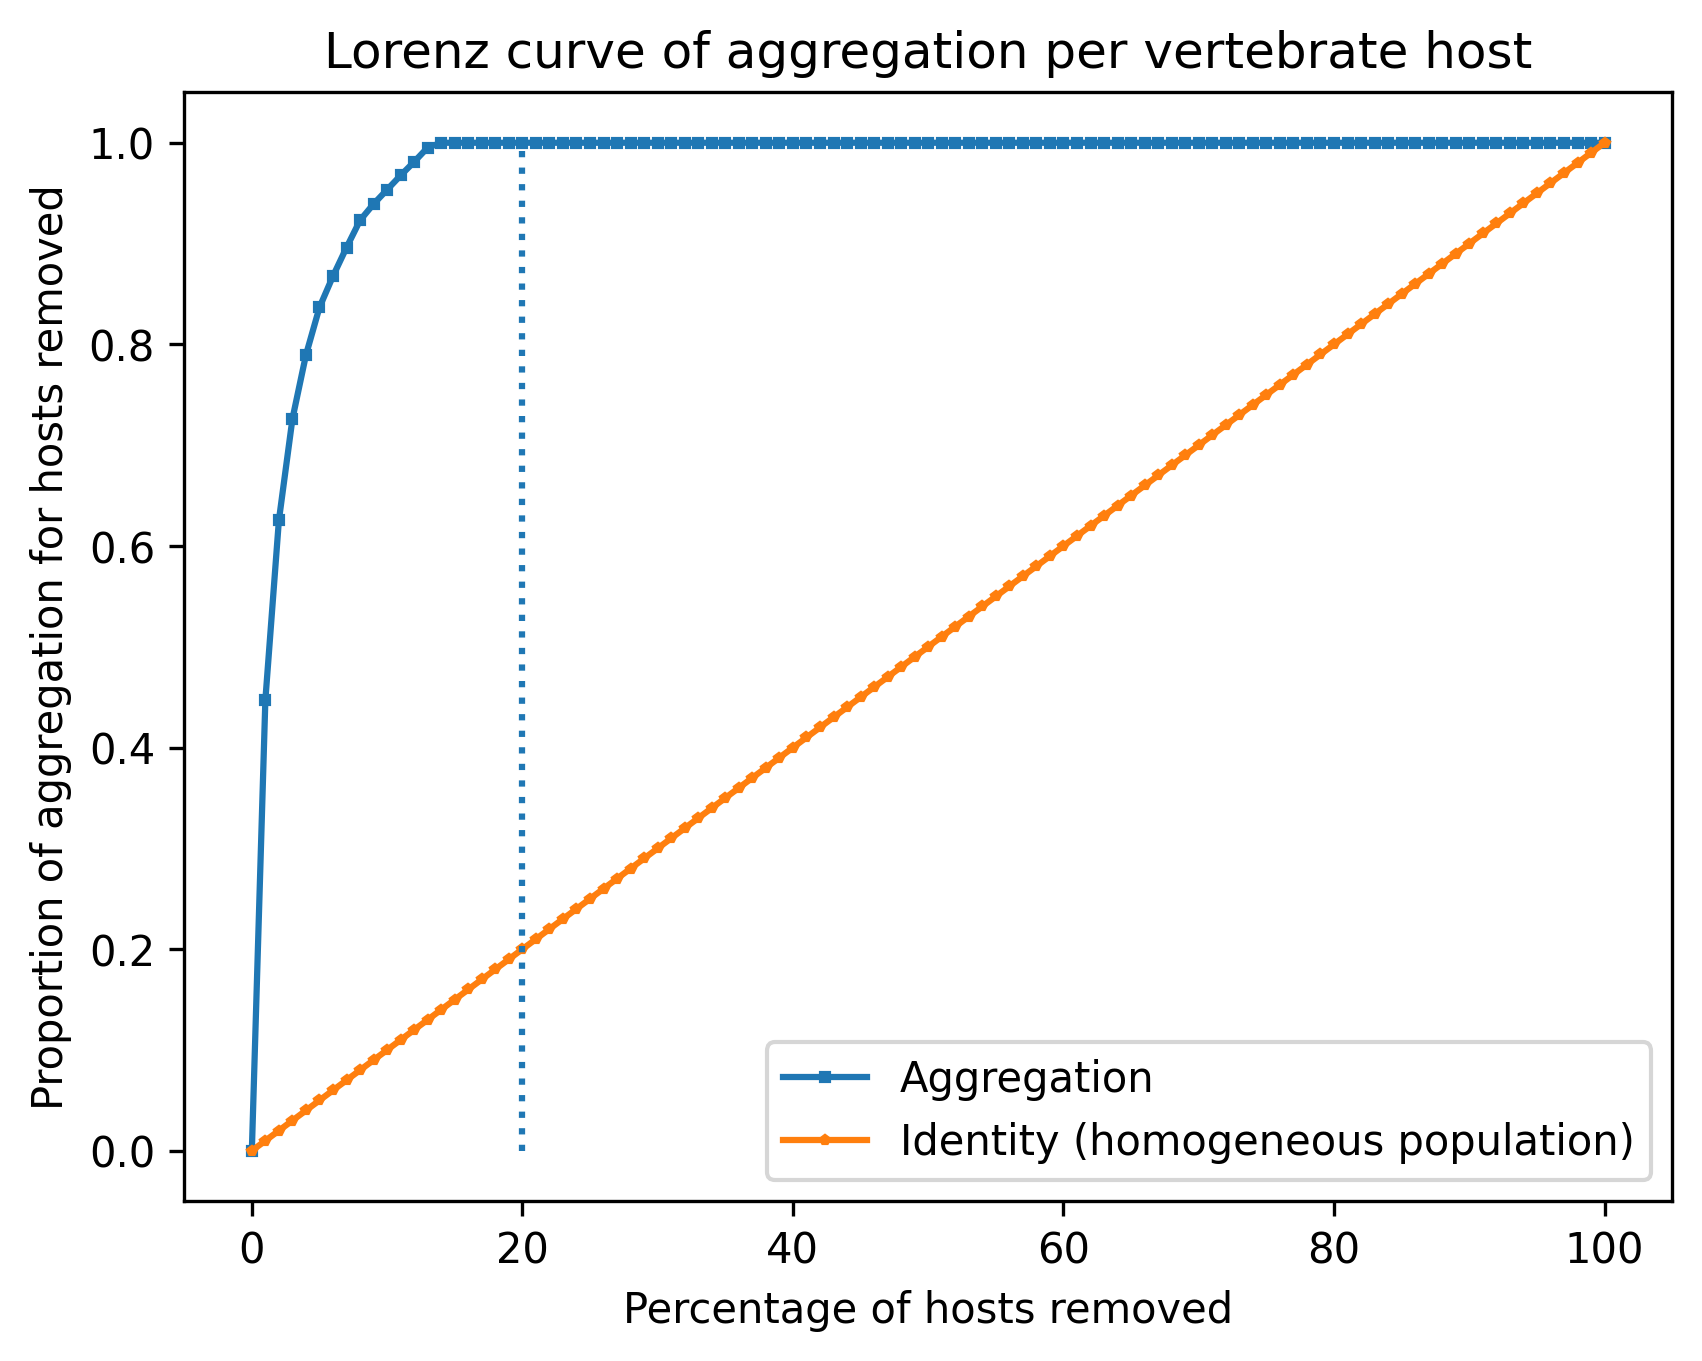 Lorenz curve of aggregation per vertebrate host
Proportion of aggregation for hosts removed
1.0
0.8
0.6
0.4
0.2
0.0
Aggregation
Identity (homogeneous population)
0 20 40 60 80 100
Percentage of hosts removed